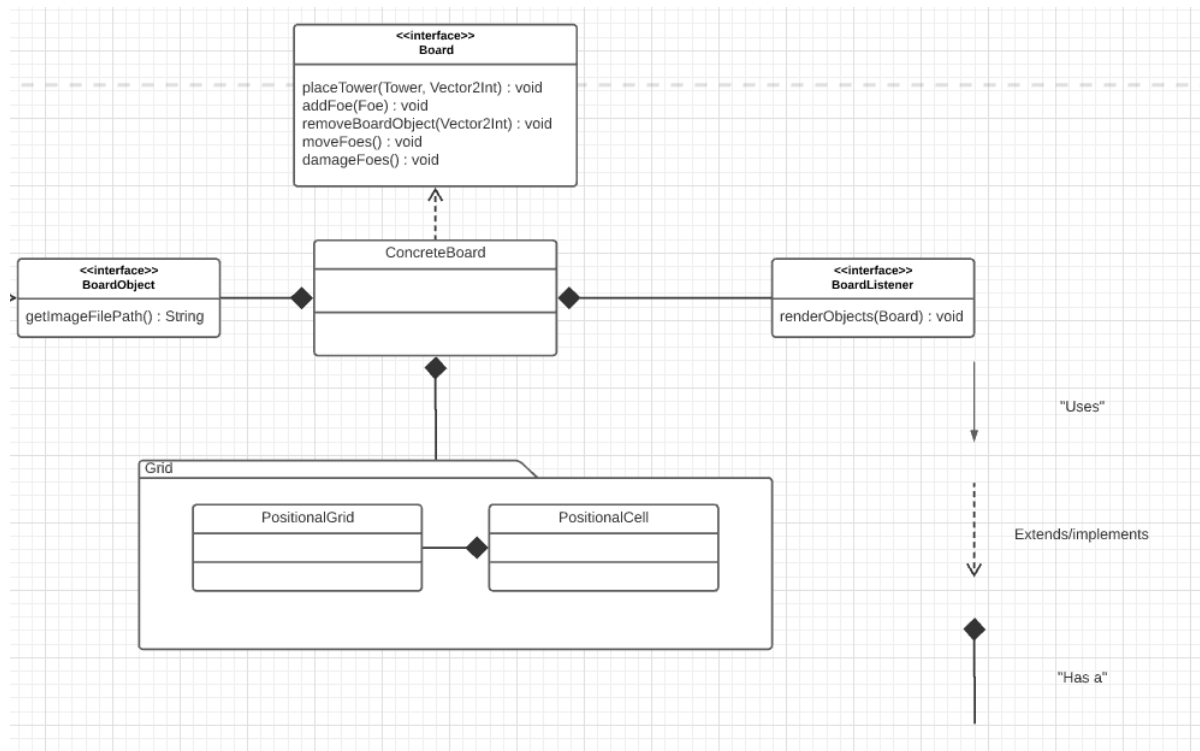 <<interface>>
Board
placeTower(Tower, Vector2Int) : void
addFoe(Foe) : void
removeBoardObject(Vector2Int) : void
moveFoes() : void
damageFoes() : void
ConcreteBoard
<<interface>>
BoardObject
getImageFilePath() : String
<<interface>>
BoardListener
renderObjects(Board) : void
"Uses"
Grid
PositionalGrid
PositionalCell
Extends/implements
"Has a"